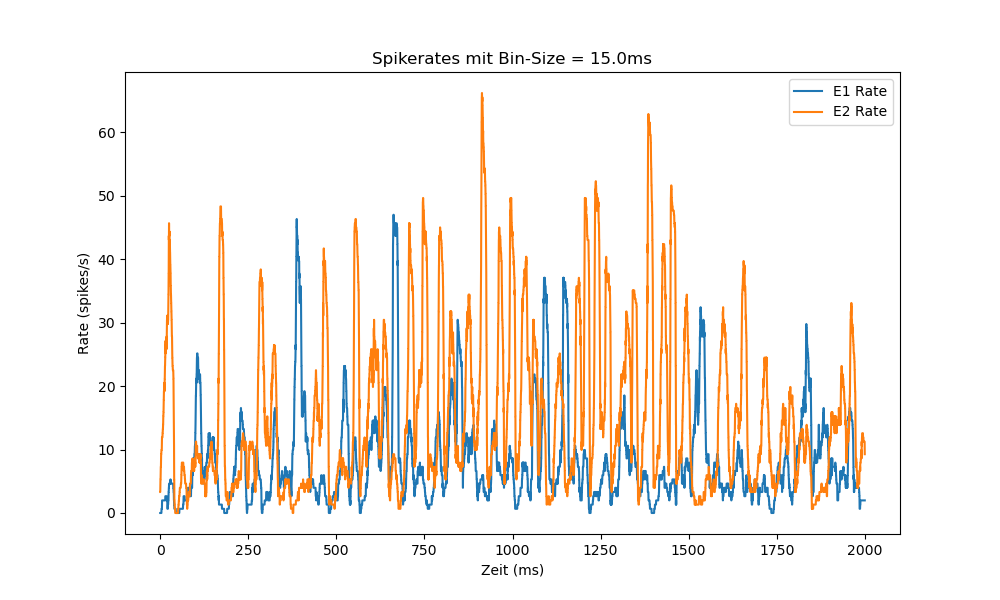 Spikerates mit Bin-Size = 15.0ms
E1 Rate
E2 Rate
60
50
40
30
20
10
0
Rate (spikes/s)
0 250 500 750 1000 1250 1500 1750 2000
Zeit (ms)